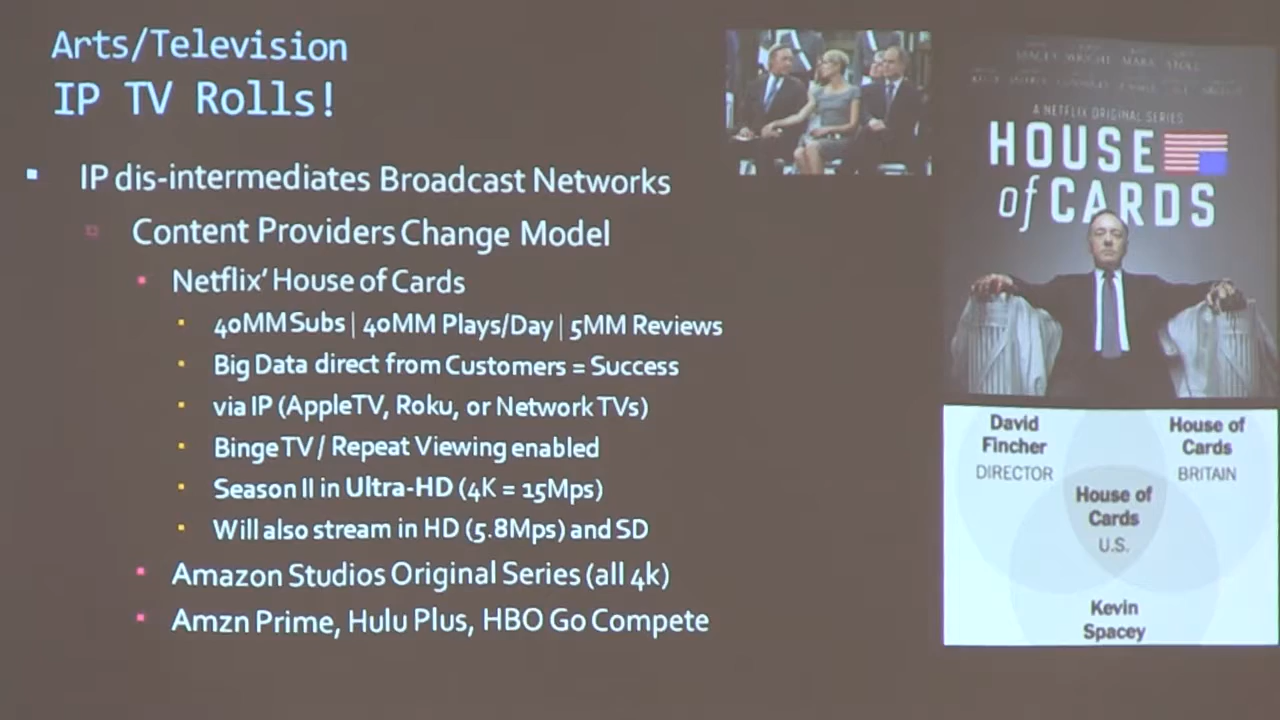 Arts/Television
IP TV Rolls!
IP dis-intermediates Broadcast Networks
Content Providers Change Model
Netflix' House of Cards
40MM Subs | 40MM Plays/Day | 5MM Reviews
Big Data direct from Customers = Success
via IP (AppleTV, Roku, or Network TVs)
Binge TV / Repeat Viewing enabled
Season II in Ultra-HD (4K = 15Mps)
Will also stream in HD (5.8Mps) and SD
Amazon Studios Original Series (all 4k)
Amzn Prime, Hulu Plus, HBO Go Compete
SPACEY WRIGHT MARA STOLL
A NETFLIX ORIGINAL SERIES
HOUSE
of CARDS
David
Fincher
DIRECTOR
House of
Cards
BRITAIN
House of
Cards
U.S.
Kevin
Spacey